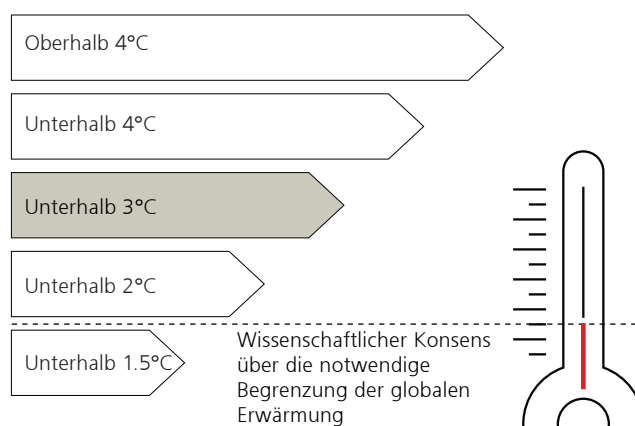 Oberhalb 4°C
Unterhalb 4°C
Unterhalb 3°C
Unterhalb 2°C
Unterhalb 1.5°C
Wissenschaftlicher Konsens
über die notwendige
Begrenzung der globalen
Erwärmung